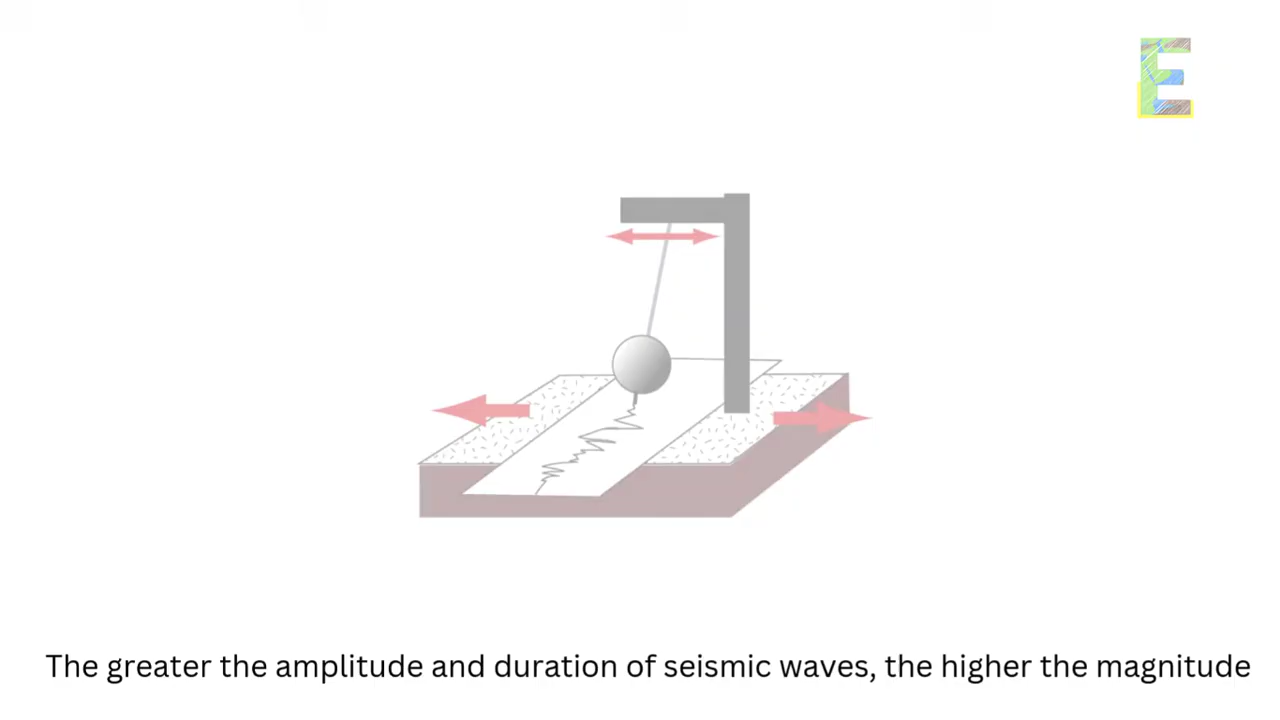 E
The greater the amplitude and duration of seismic waves, the higher the magnitude